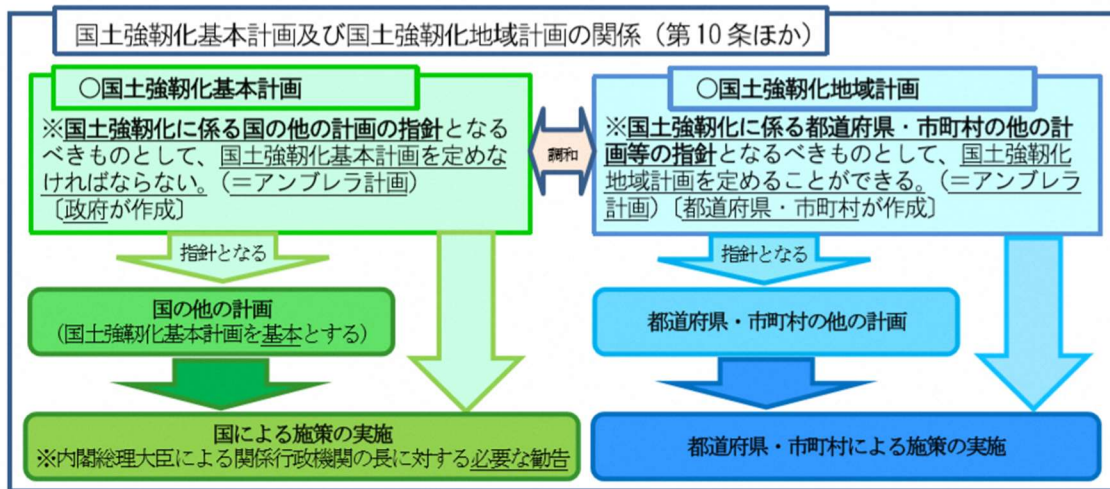 国土強靭化基本計画及び国土強靭化地域計画の関係（第10条ほか）
○国土強靭化基本計画
※国土強靭化に係る国の他の計画の指針となる
べきものとして、国土強靭化基本計画を定めな
ければならない。（＝アンブレラ計画）
〔政府が作成〕
調和
○国土強靭化地域計画
※国土強靭化に係る都道府県・市町村の他の計
画等の指針となるべきものとして、国土強靭化
地域計画を定めることができる。（＝アンブレラ
計画）〔都道府県・市町村が作成〕
指針となる
国の他の計画
（国土強靭化基本計画を基本とする）
国による施策の実施
※内閣総理大臣による関係行政機関の長に対する必要な勧告
指針となる
都道府県・市町村の他の計画
都道府県・市町村による施策の実施